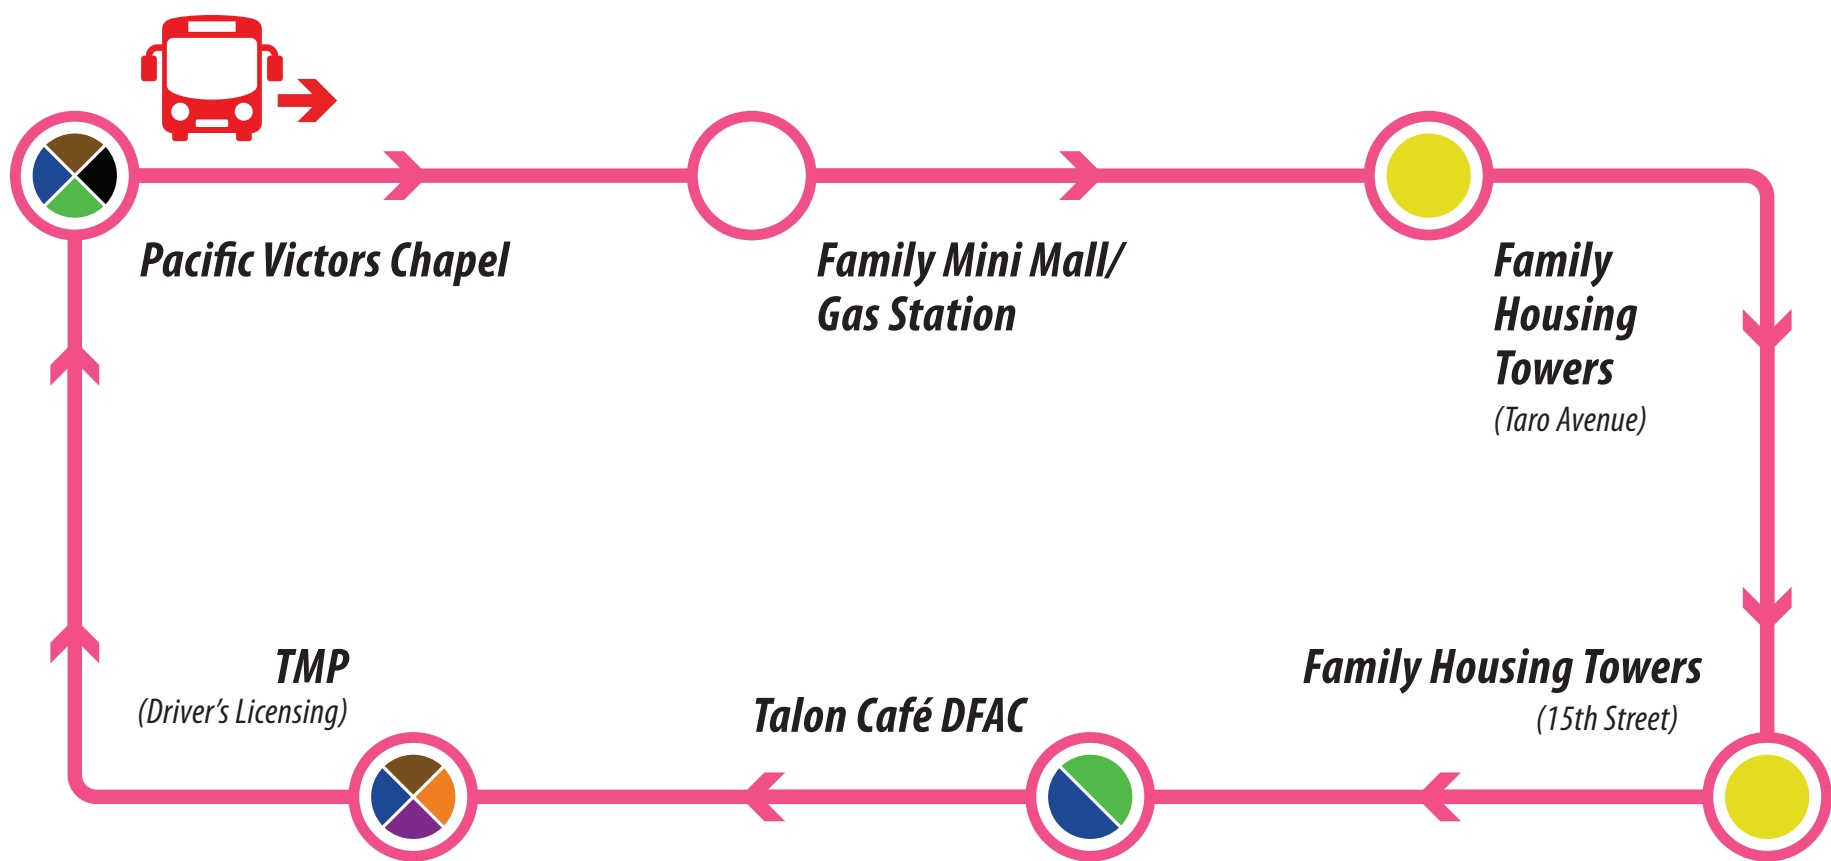 Pacific Victors Chapel
Family Mini Mall/
Gas Station
Family
Housing
Towers
(Taro Avenue)
TMP
(Driver's Licensing)
Talon Café DFAC
Family Housing Towers
(15th Street)